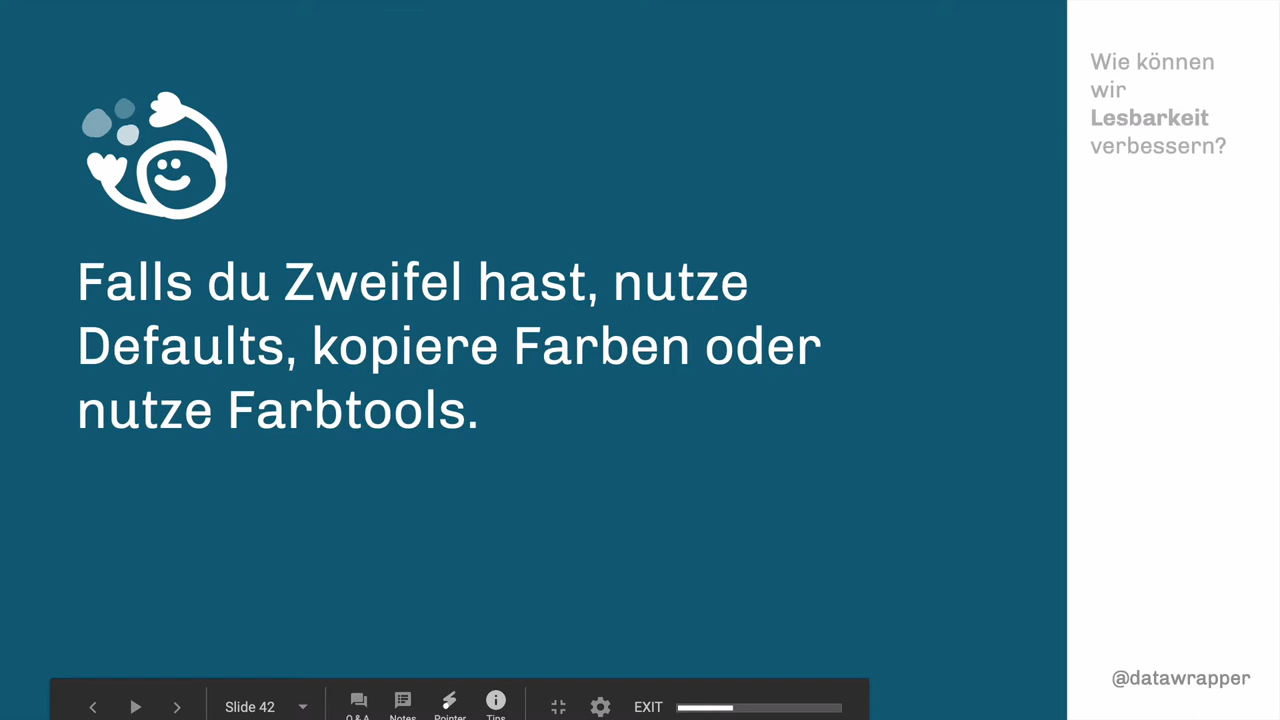 Wie können
wir
Lesbarkeit
verbessern?
Falls du Zweifel hast, nutze
Defaults, kopiere Farben oder
nutze Farbtools.
@datawrapper
Slide 42
Q & A
Notes
Pointer
Tips
EXIT